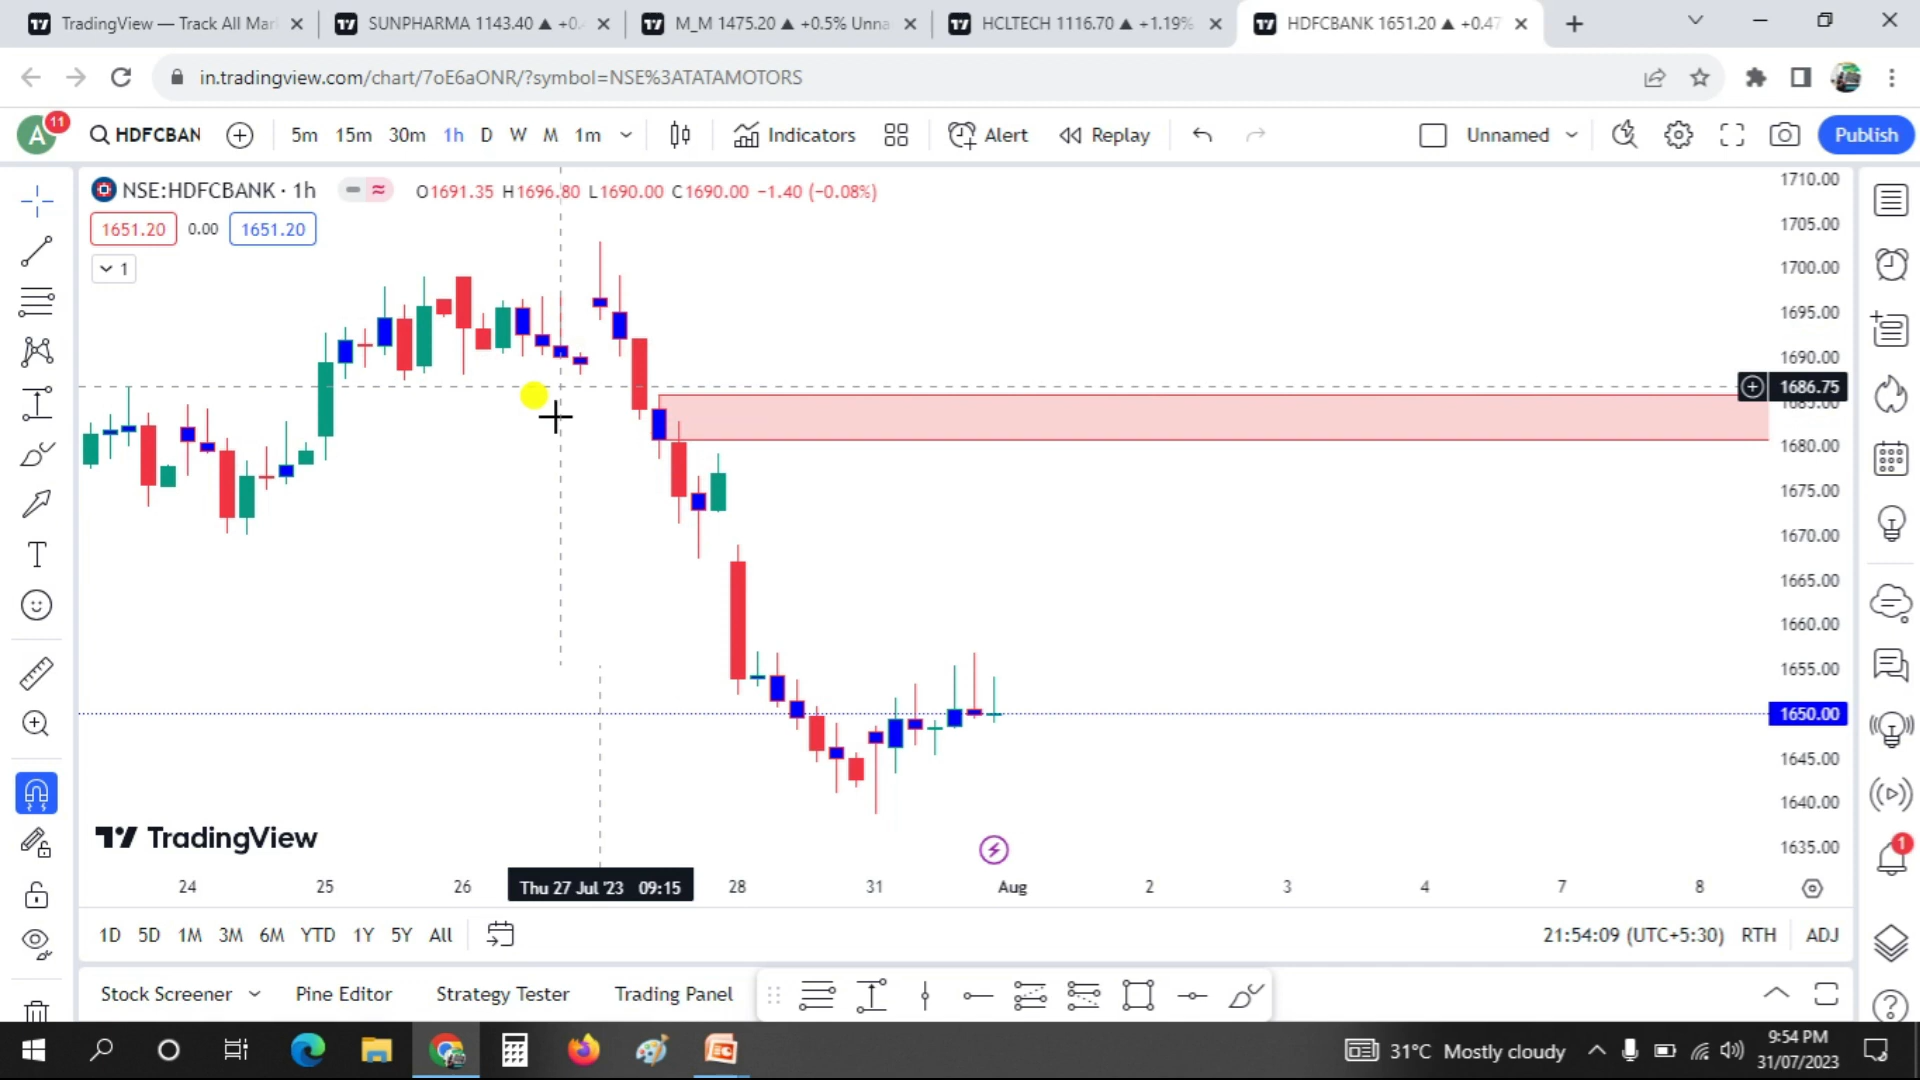 TradingView — Track All Mar
SUNPHARMA 1143.40 ▲ +0.
M_M 1475.20 ▲ +0.5% Unna
HCLTECH 1116.70 ▲ +1.19%
HDFCBANK 1651.20 ▲ +0.47
in.tradingview.com/chart/7oE6aONR/?symbol=NSE%3ATATAMOTORS
A 11 HDFCBAN 5m 15m 30m 1h D W M 1m Indicators Alert Replay Unnamed Publish
NSE:HDFCBANK · 1h O1691.35 H1696.80 L1690.00 C1690.00 −1.40 (−0.08%)
1651.20 0.00 1651.20
1
1710.00
1705.00
1700.00
1695.00
1690.00
1686.75
1680.00
1675.00
1670.00
1665.00
1660.00
1655.00
1650.00
1645.00
1640.00
1635.00
1
TradingView
24 25 26 Thu 27 Jul '23 09:15 28 31 Aug 2 3 4 7 8
1D 5D 1M 3M 6M YTD 1Y 5Y All 21:54:09 (UTC+5:30) RTH ADJ
Stock Screener Pine Editor Strategy Tester Trading Panel
31°C Mostly cloudy
9:54 PM
31/07/2023